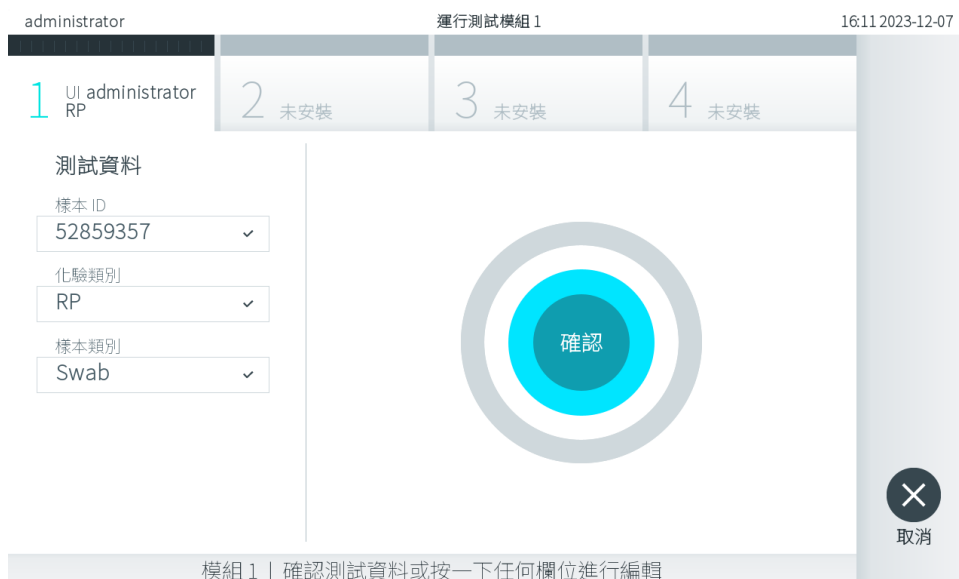 administrator
運行測試模組 1
16:11 2023-12-07
1 UI administrator
RP
2 未安裝
3 未安裝
4 未安裝
測試資料
樣本 ID
52859357
化驗類別
RP
樣本類別
Swab
確認
取消
模組 1 | 確認測試資料或按一下任何欄位進行編輯